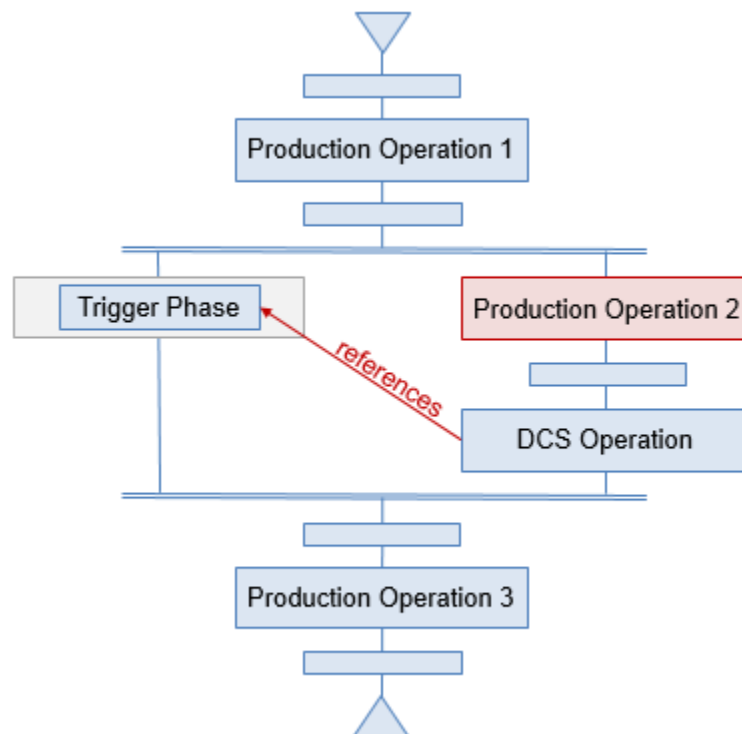 Production Operation 1
Trigger Phase
Production Operation 2
references
DCS Operation
Production Operation 3